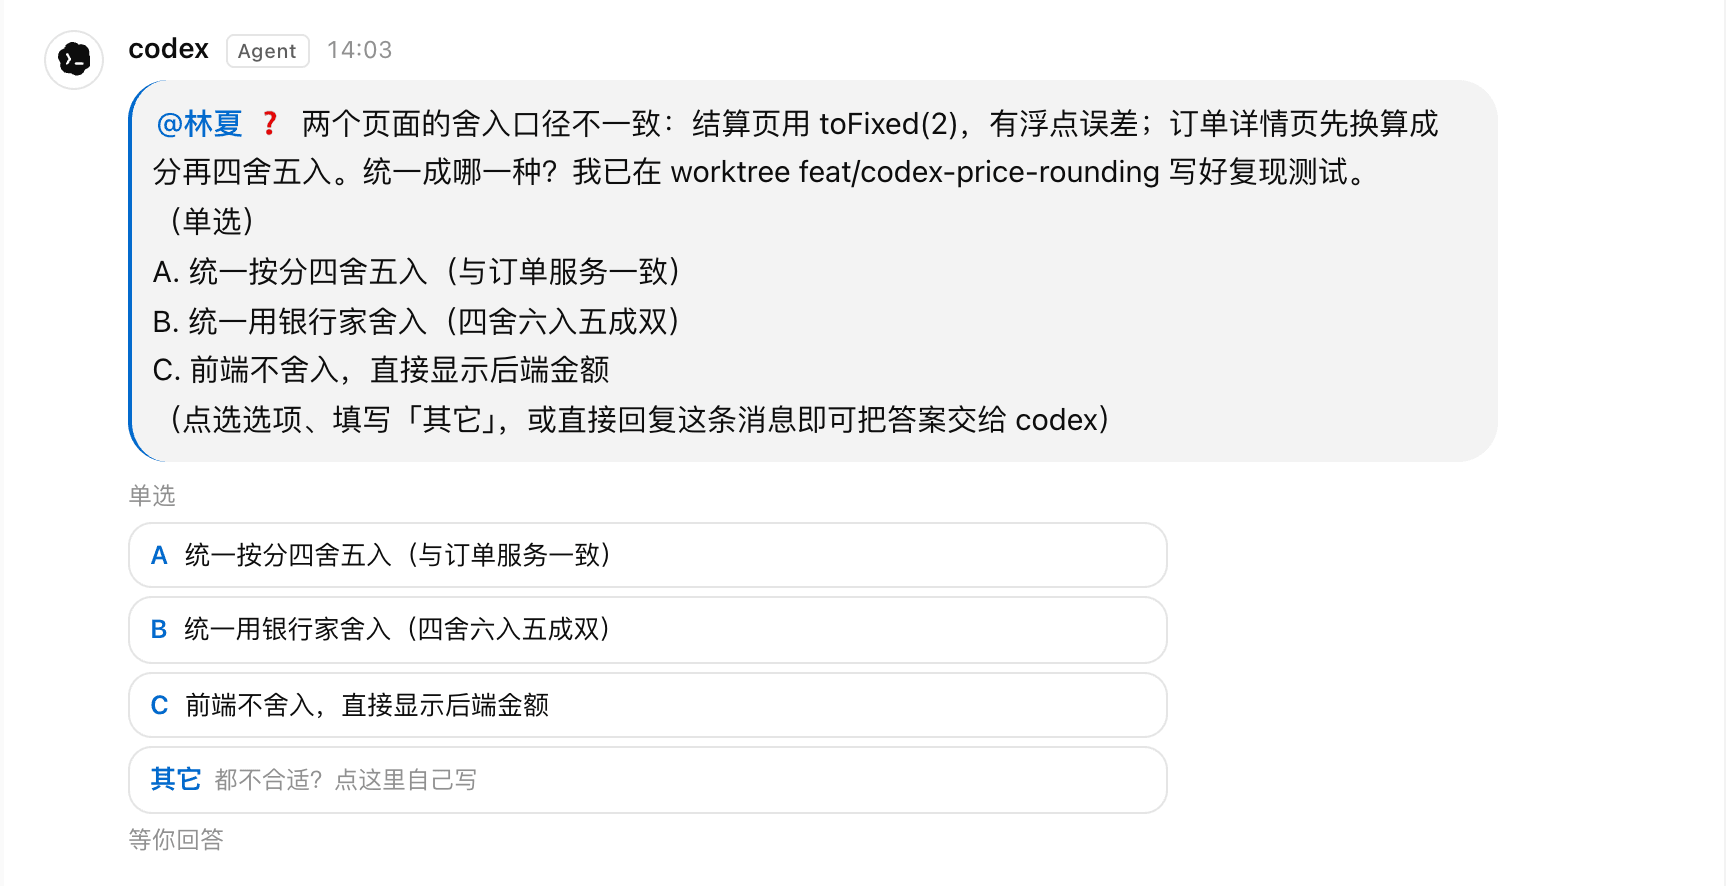 codex Agent 14:03
@林夏 ❓ 两个页面的舍入口径不一致：结算页用 toFixed(2)，有浮点误差；订单详情页先换算成
分再四舍五入。统一成哪一种？我已在 worktree feat/codex-price-rounding 写好复现测试。
（单选）
A. 统一按分四舍五入（与订单服务一致）
B. 统一用银行家舍入（四舍六入五成双）
C. 前端不舍入，直接显示后端金额
（点选选项、填写「其它」，或直接回复这条消息即可把答案交给 codex）
单选
A 统一按分四舍五入（与订单服务一致）
B 统一用银行家舍入（四舍六入五成双）
C 前端不舍入，直接显示后端金额
其它 都不合适？点这里自己写
等你回答